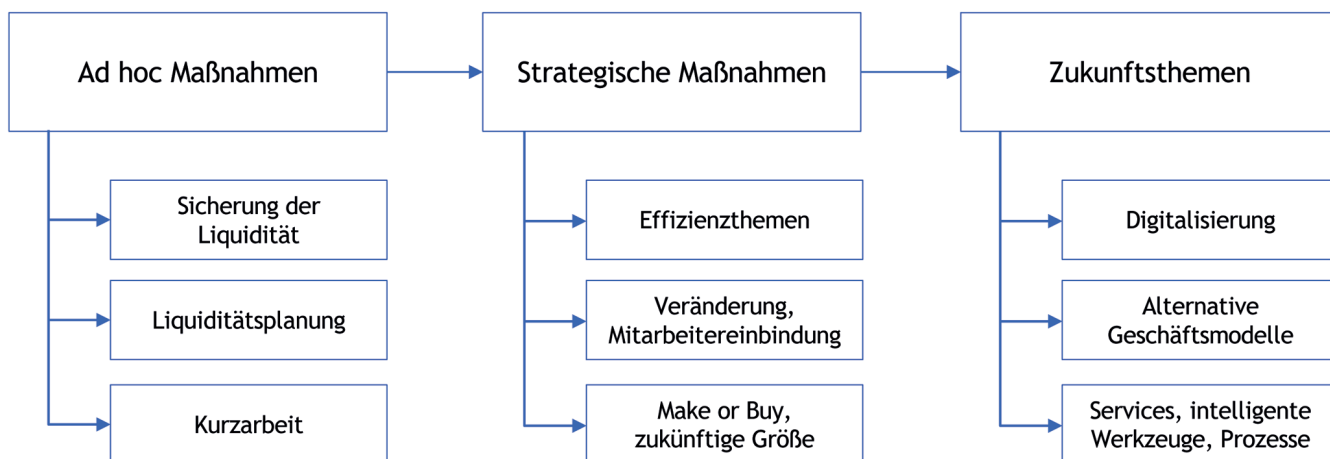 Ad hoc Maßnahmen
Strategische Maßnahmen
Zukunftsthemen
Sicherung der
Liquidität
Liquiditätsplanung
Kurzarbeit
Effizienzthemen
Veränderung,
Mitarbeitereinbindung
Make or Buy,
zukünftige Größe
Digitalisierung
Alternative
Geschäftsmodelle
Services, intelligente
Werkzeuge, Prozesse